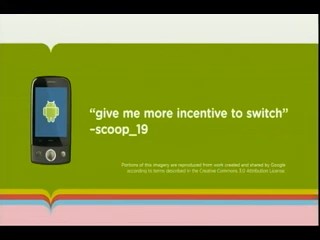 “give me more incentive to switch”
~scoop_19
Portions of this imagery are reproduced from work created and shared by Google
according to terms described in the Creative Commons 3.0 Attribution License.